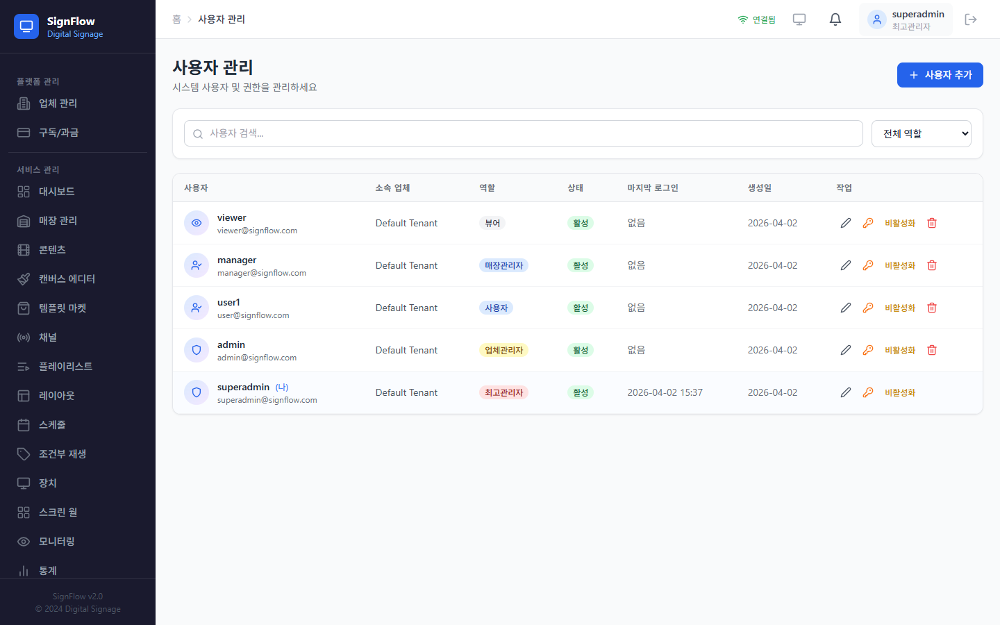 SignFlow
Digital Signage
플랫폼 관리
업체 관리
구독/과금
서비스 관리
대시보드
매장 관리
콘텐츠
캔버스 에디터
템플릿 마켓
채널
플레이리스트
레이아웃
스케줄
조건부 재생
장치
스크린 월
모니터링
통계
SignFlow v2.0
© 2024 Digital Signage
홈 사용자 관리
연결됨
superadmin
최고관리자
사용자 관리
시스템 사용자 및 권한을 관리하세요
사용자 추가
사용자 검색...
전체 역할
사용자 소속 업체 역할 상태 마지막 로그인 생성일 작업
viewer
viewer@signflow.com
Default Tenant 뷰어 활성 없음 2026-04-02 비활성화
manager
manager@signflow.com
Default Tenant 매장관리자 활성 없음 2026-04-02 비활성화
user1
user@signflow.com
Default Tenant 사용자 활성 없음 2026-04-02 비활성화
admin
admin@signflow.com
Default Tenant 업체관리자 활성 없음 2026-04-02 비활성화
superadmin (나)
superadmin@signflow.com
Default Tenant 최고관리자 활성 2026-04-02 15:37 2026-04-02 비활성화